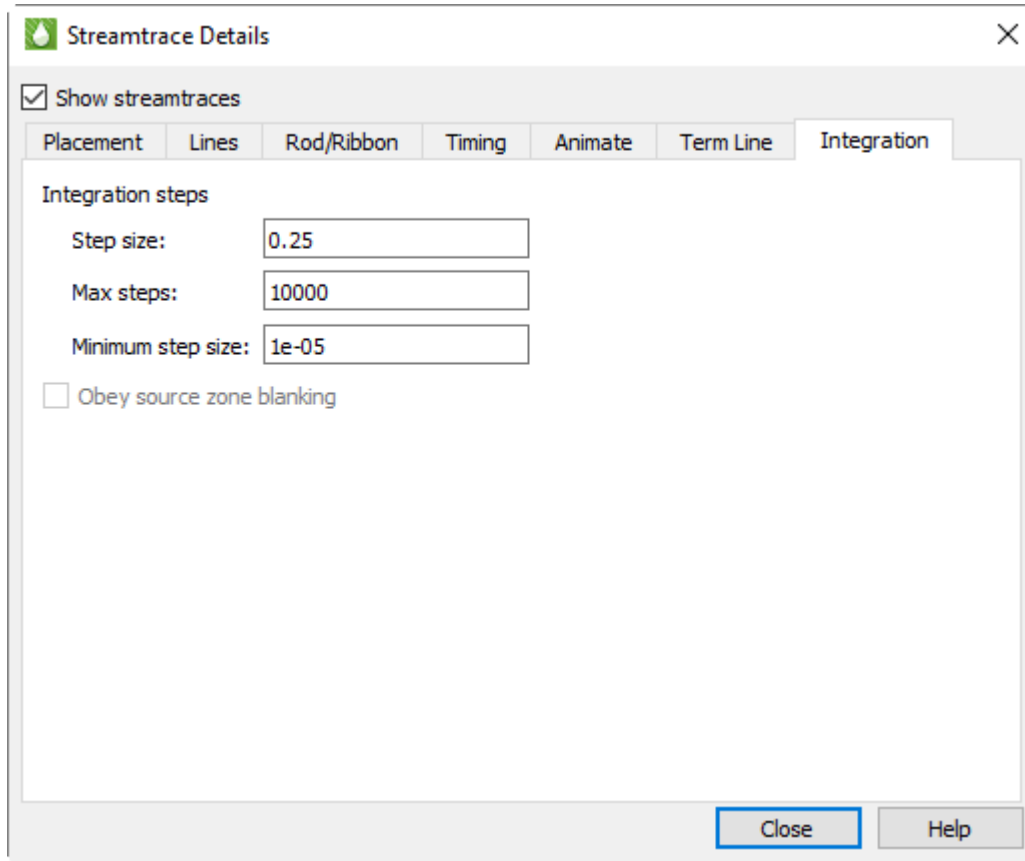 Streamtrace Details
Show streamtraces
Placement Lines Rod/Ribbon Timing Animate Term Line Integration
Integration steps
Step size: 0.25
Max steps: 10000
Minimum step size: 1e-05
Obey source zone blanking
Close Help